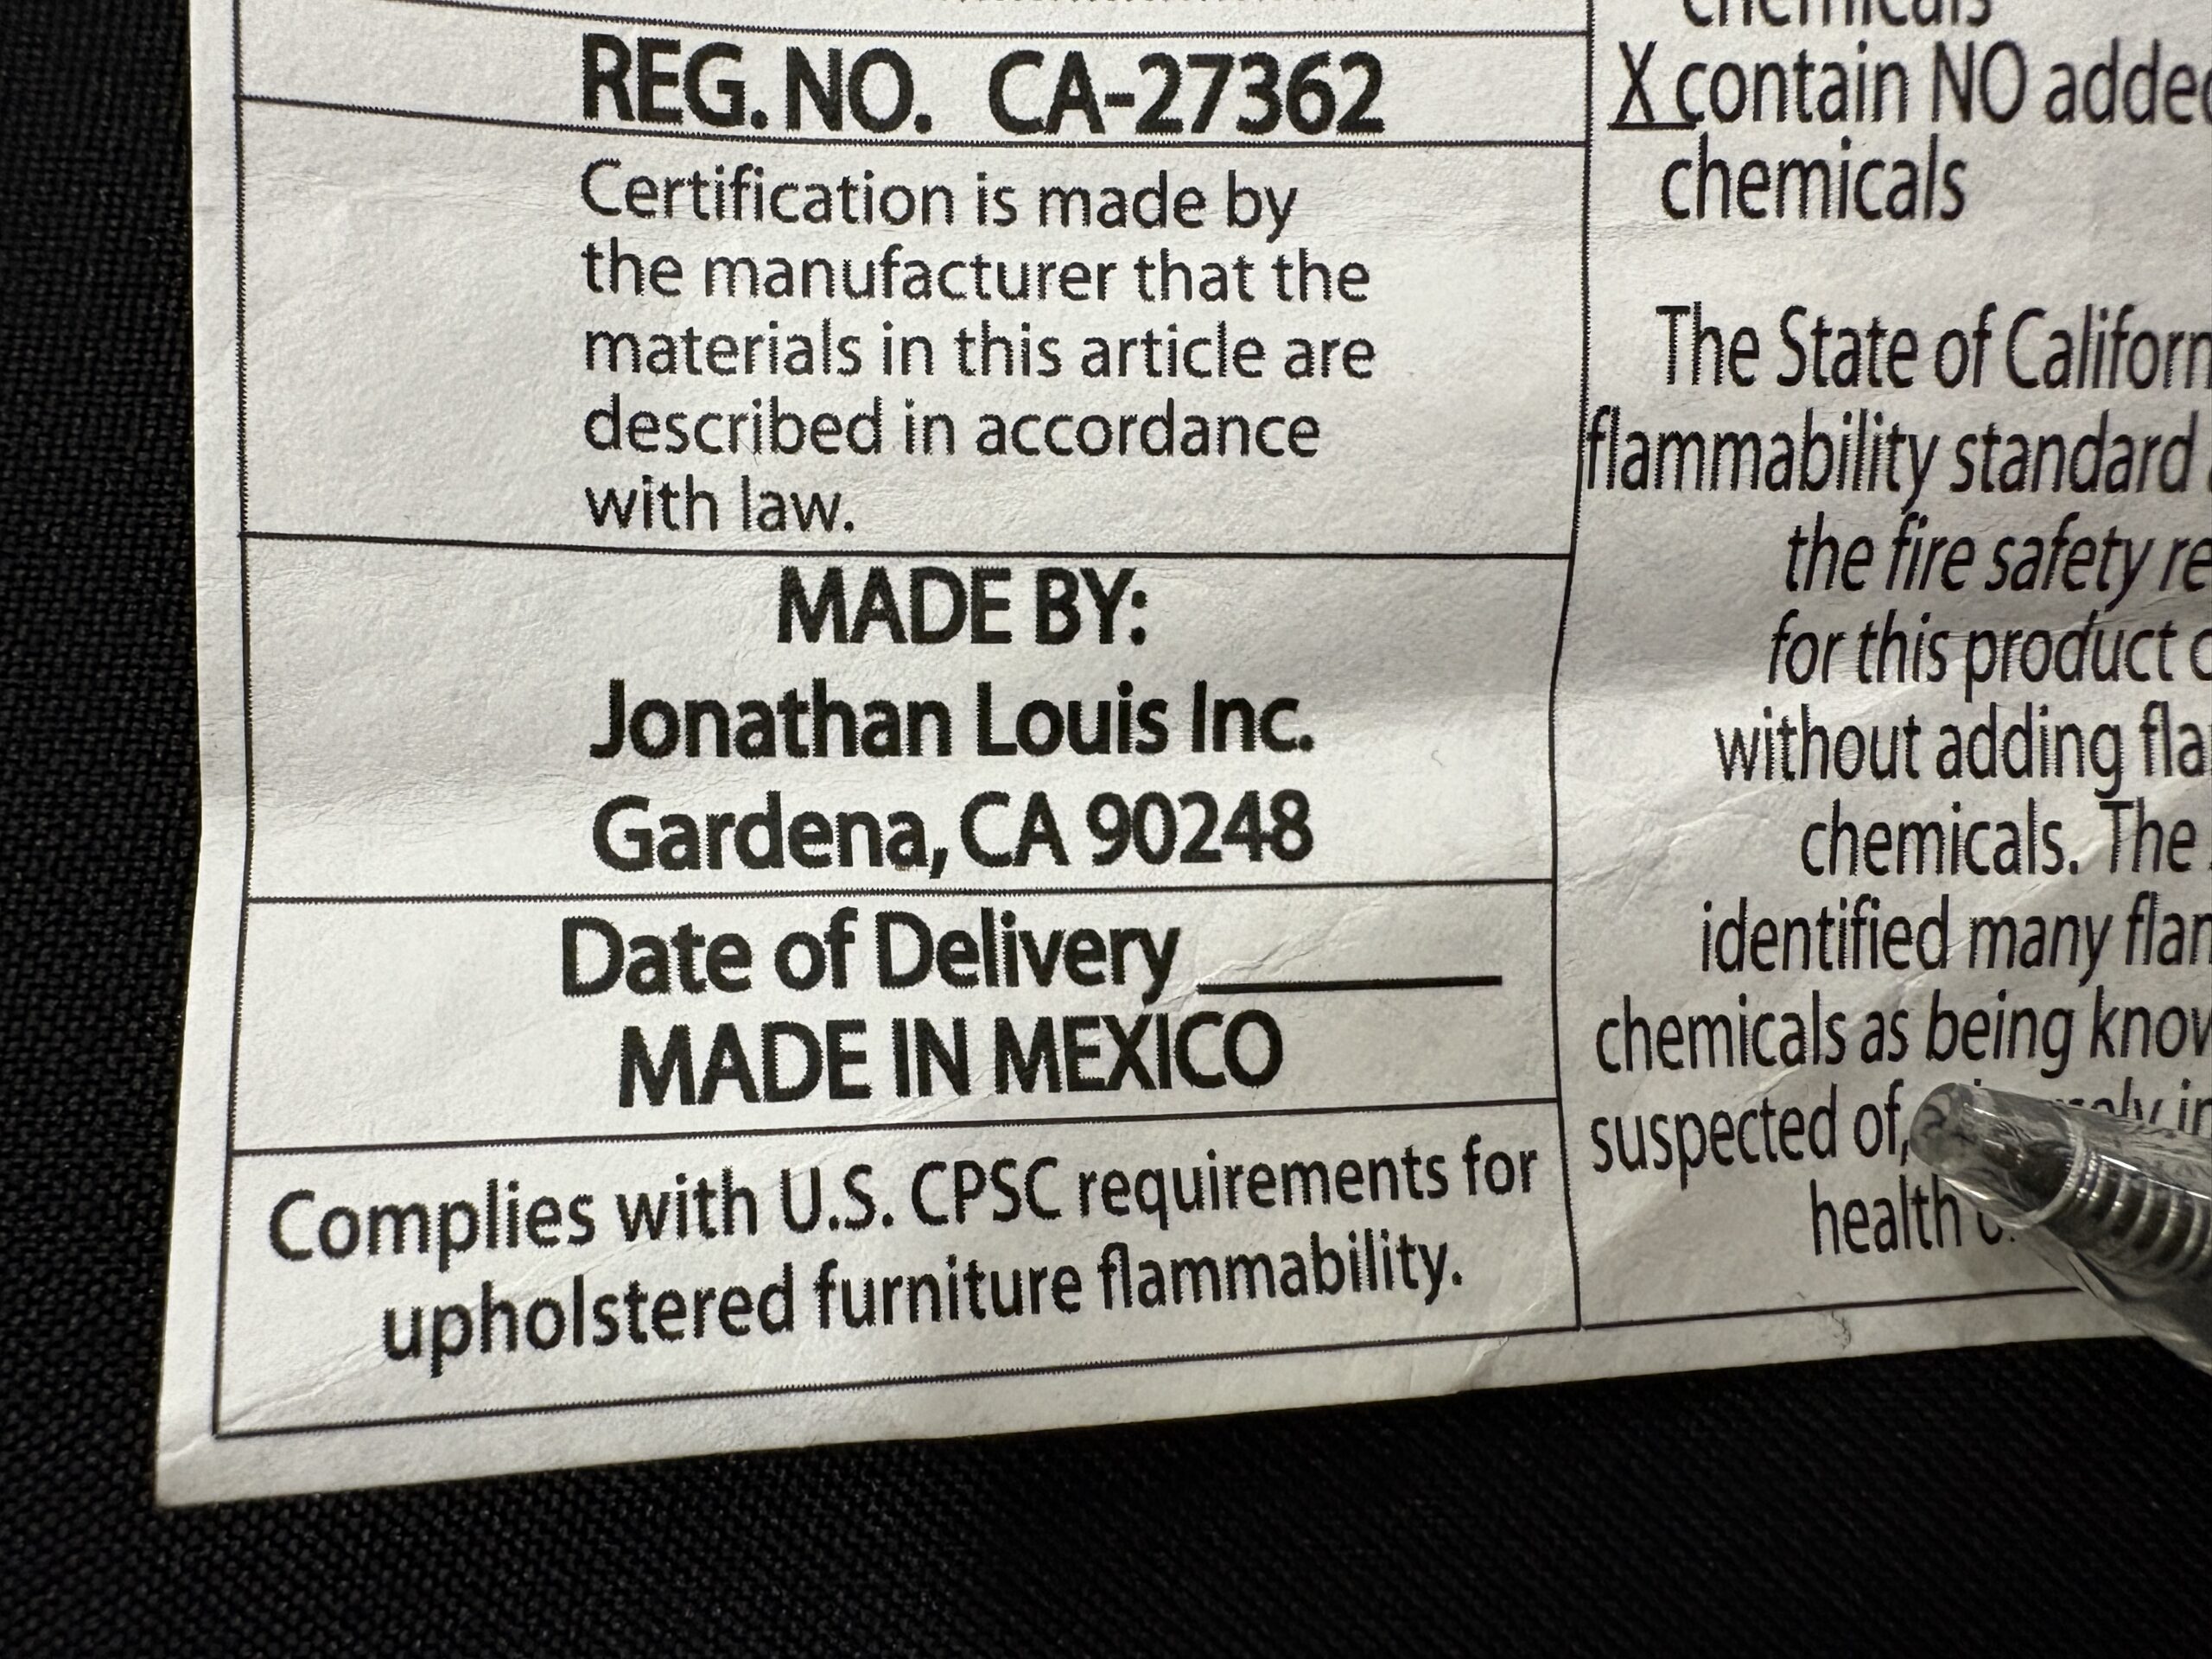 REG. NO. CA-27362
Certification is made by
the manufacturer that the
materials in this article are
described in accordance
with law.
MADE BY:
Jonathan Louis Inc.
Gardena, CA 90248
Date of Delivery
MADE IN MEXICO
Complies with U.S. CPSC requirements for
upholstered furniture flammability.
chemicals
X contain NO added
chemicals
The State of
flammability standard
the fire safety
for this product
without adding
chemicals. The
identified many
chemicals as being
suspected of,
health